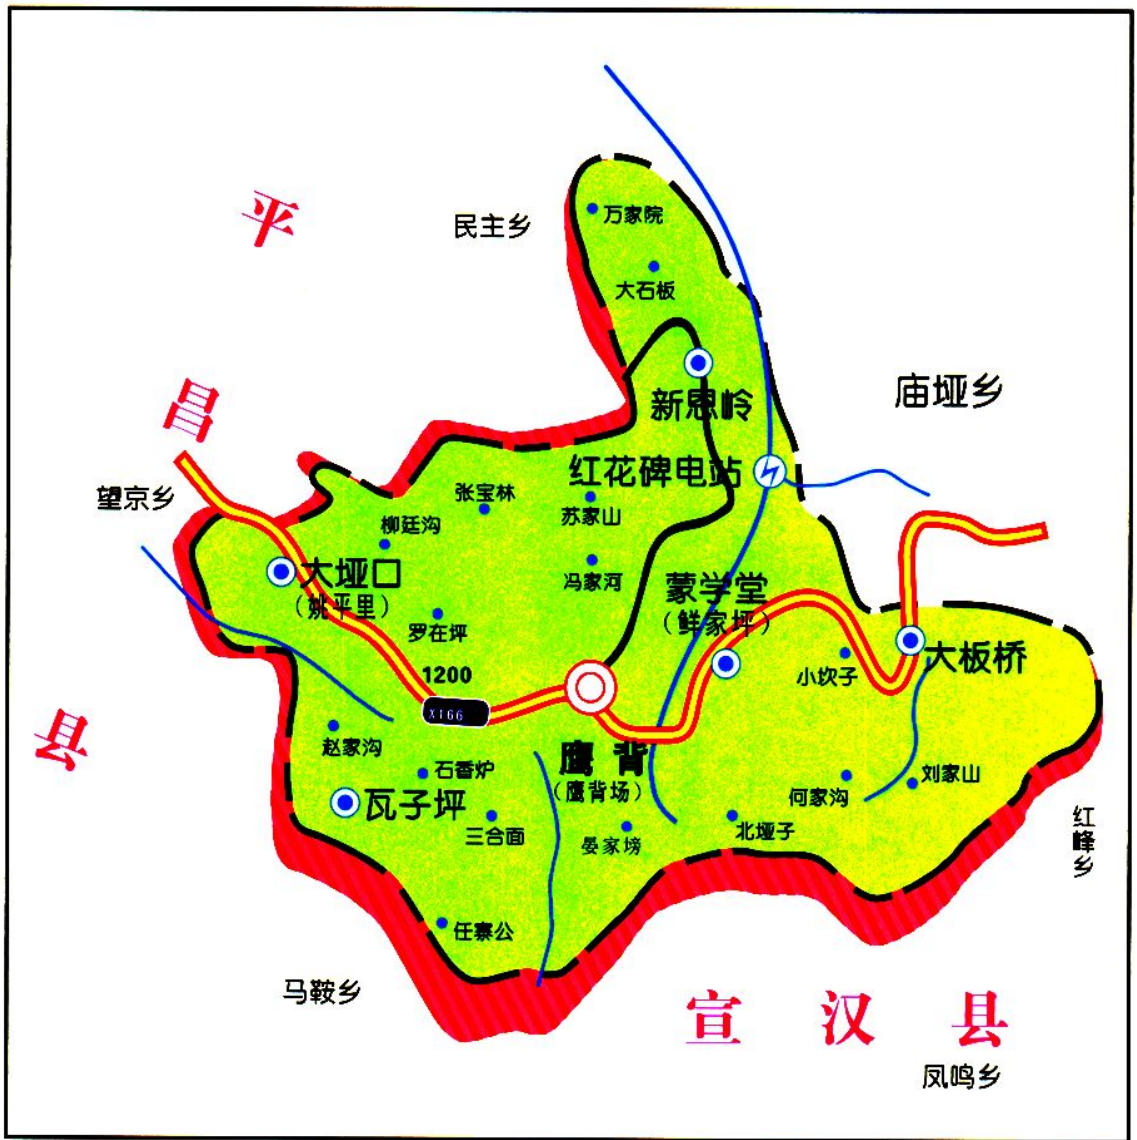 平
昌
县
民主乡
万家院
大石板
庙垭乡
新恩岭
红花碑电站
望京乡
张宝林
柳廷沟
苏家山
大垭口
(姚平里)
冯家河
蒙学堂
(鲜家坪)
罗在坪
1200
X166
小坎子
大板桥
赵家沟
石香炉
鹰背
(鹰背场)
瓦子坪
三合面
晏家塝
北垭子
何家沟
刘家山
红峰乡
任寨公
马鞍乡
宣汉县
凤鸣乡